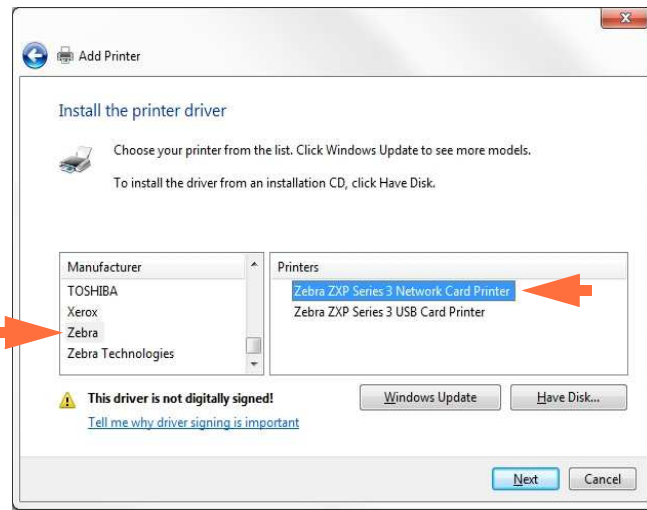 Add Printer
Install the printer driver
Choose your printer from the list. Click Windows Update to see more models.
To install the driver from an installation CD, click Have Disk.
Manufacturer
TOSHIBA
Xerox
Zebra
Zebra Technologies
Printers
Zebra ZXP Series 3 Network Card Printer
Zebra ZXP Series 3 USB Card Printer
This driver is not digitally signed!
Tell me why driver signing is important
Windows Update
Have Disk...
Next
Cancel